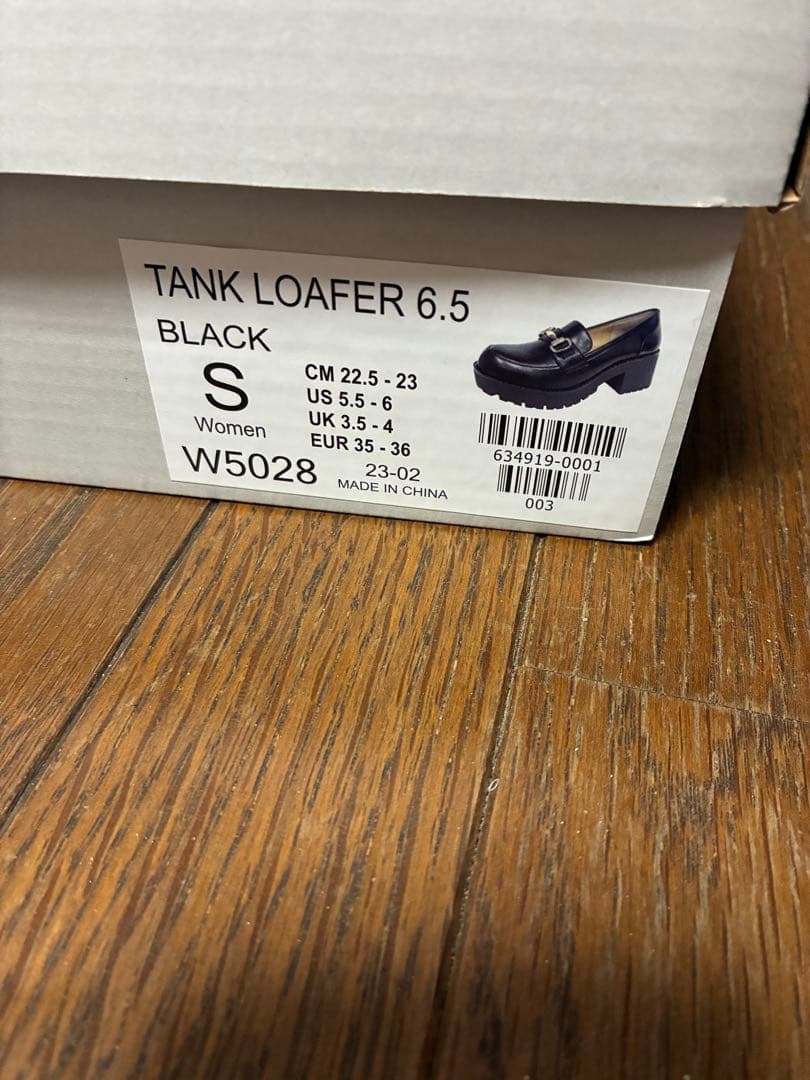 TANK LOAFER 6.5
BLACK
S
Women
W5028
CM 22.5 - 23
US 5.5 - 6
UK 3.5 - 4
EUR 35 - 36
23-02
MADE IN CHINA
634919-0001
003